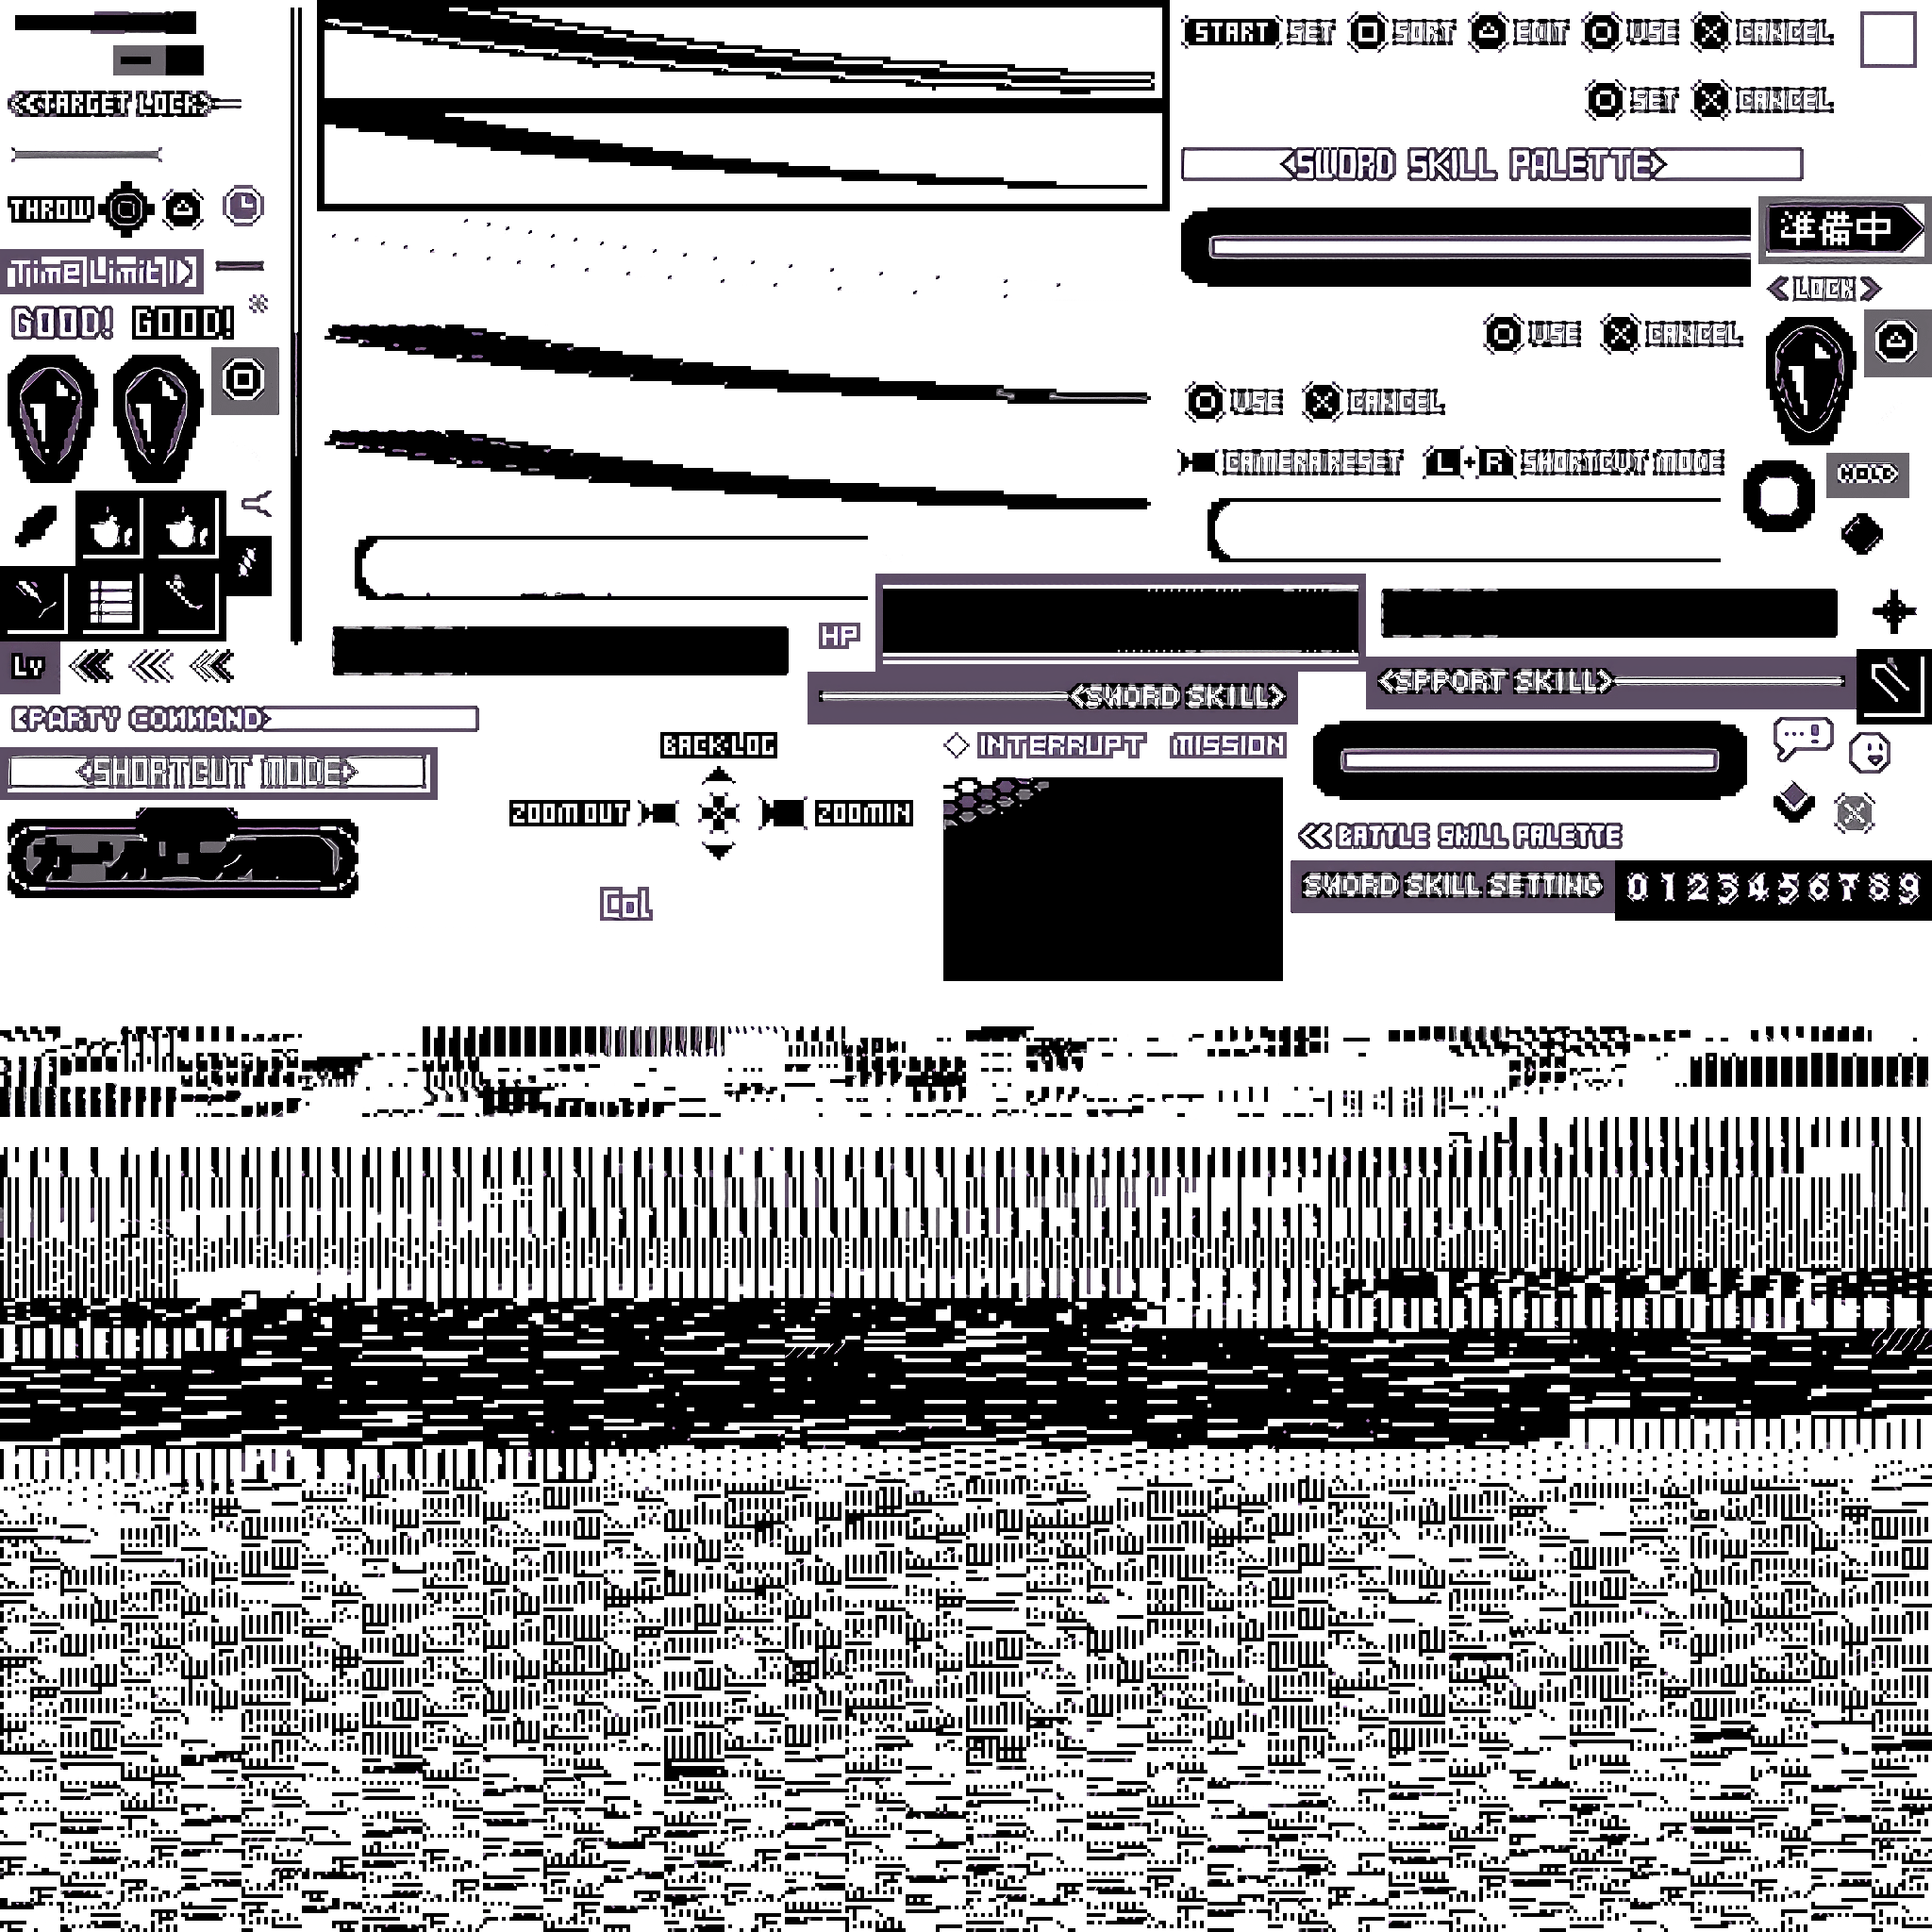 START SET SORT EDIT USE CANCEL
<<TARGET LOCK>>
SET CANCEL
<SWORD SKILL PALETTE>
THROW
準備中
Time Limit
<LOCK>
GOOD! GOOD!
USE CANCEL
USE CANCEL
CAMERA RESET L+R SHORTCUT MODE
HOLD
HP
Lv
<SWORD SKILL>
<SPPORT SKILL>
<PARTY COMMAND>
BACKLOG
INTERRUPT MISSION
<SHORTCUT MODE>
ZOOM OUT ZOOM IN
<<BATTLE SKILL PALETTE
SWORD SKILL SETTING 0 1 2 3 4 5 6 7 8 9
Col